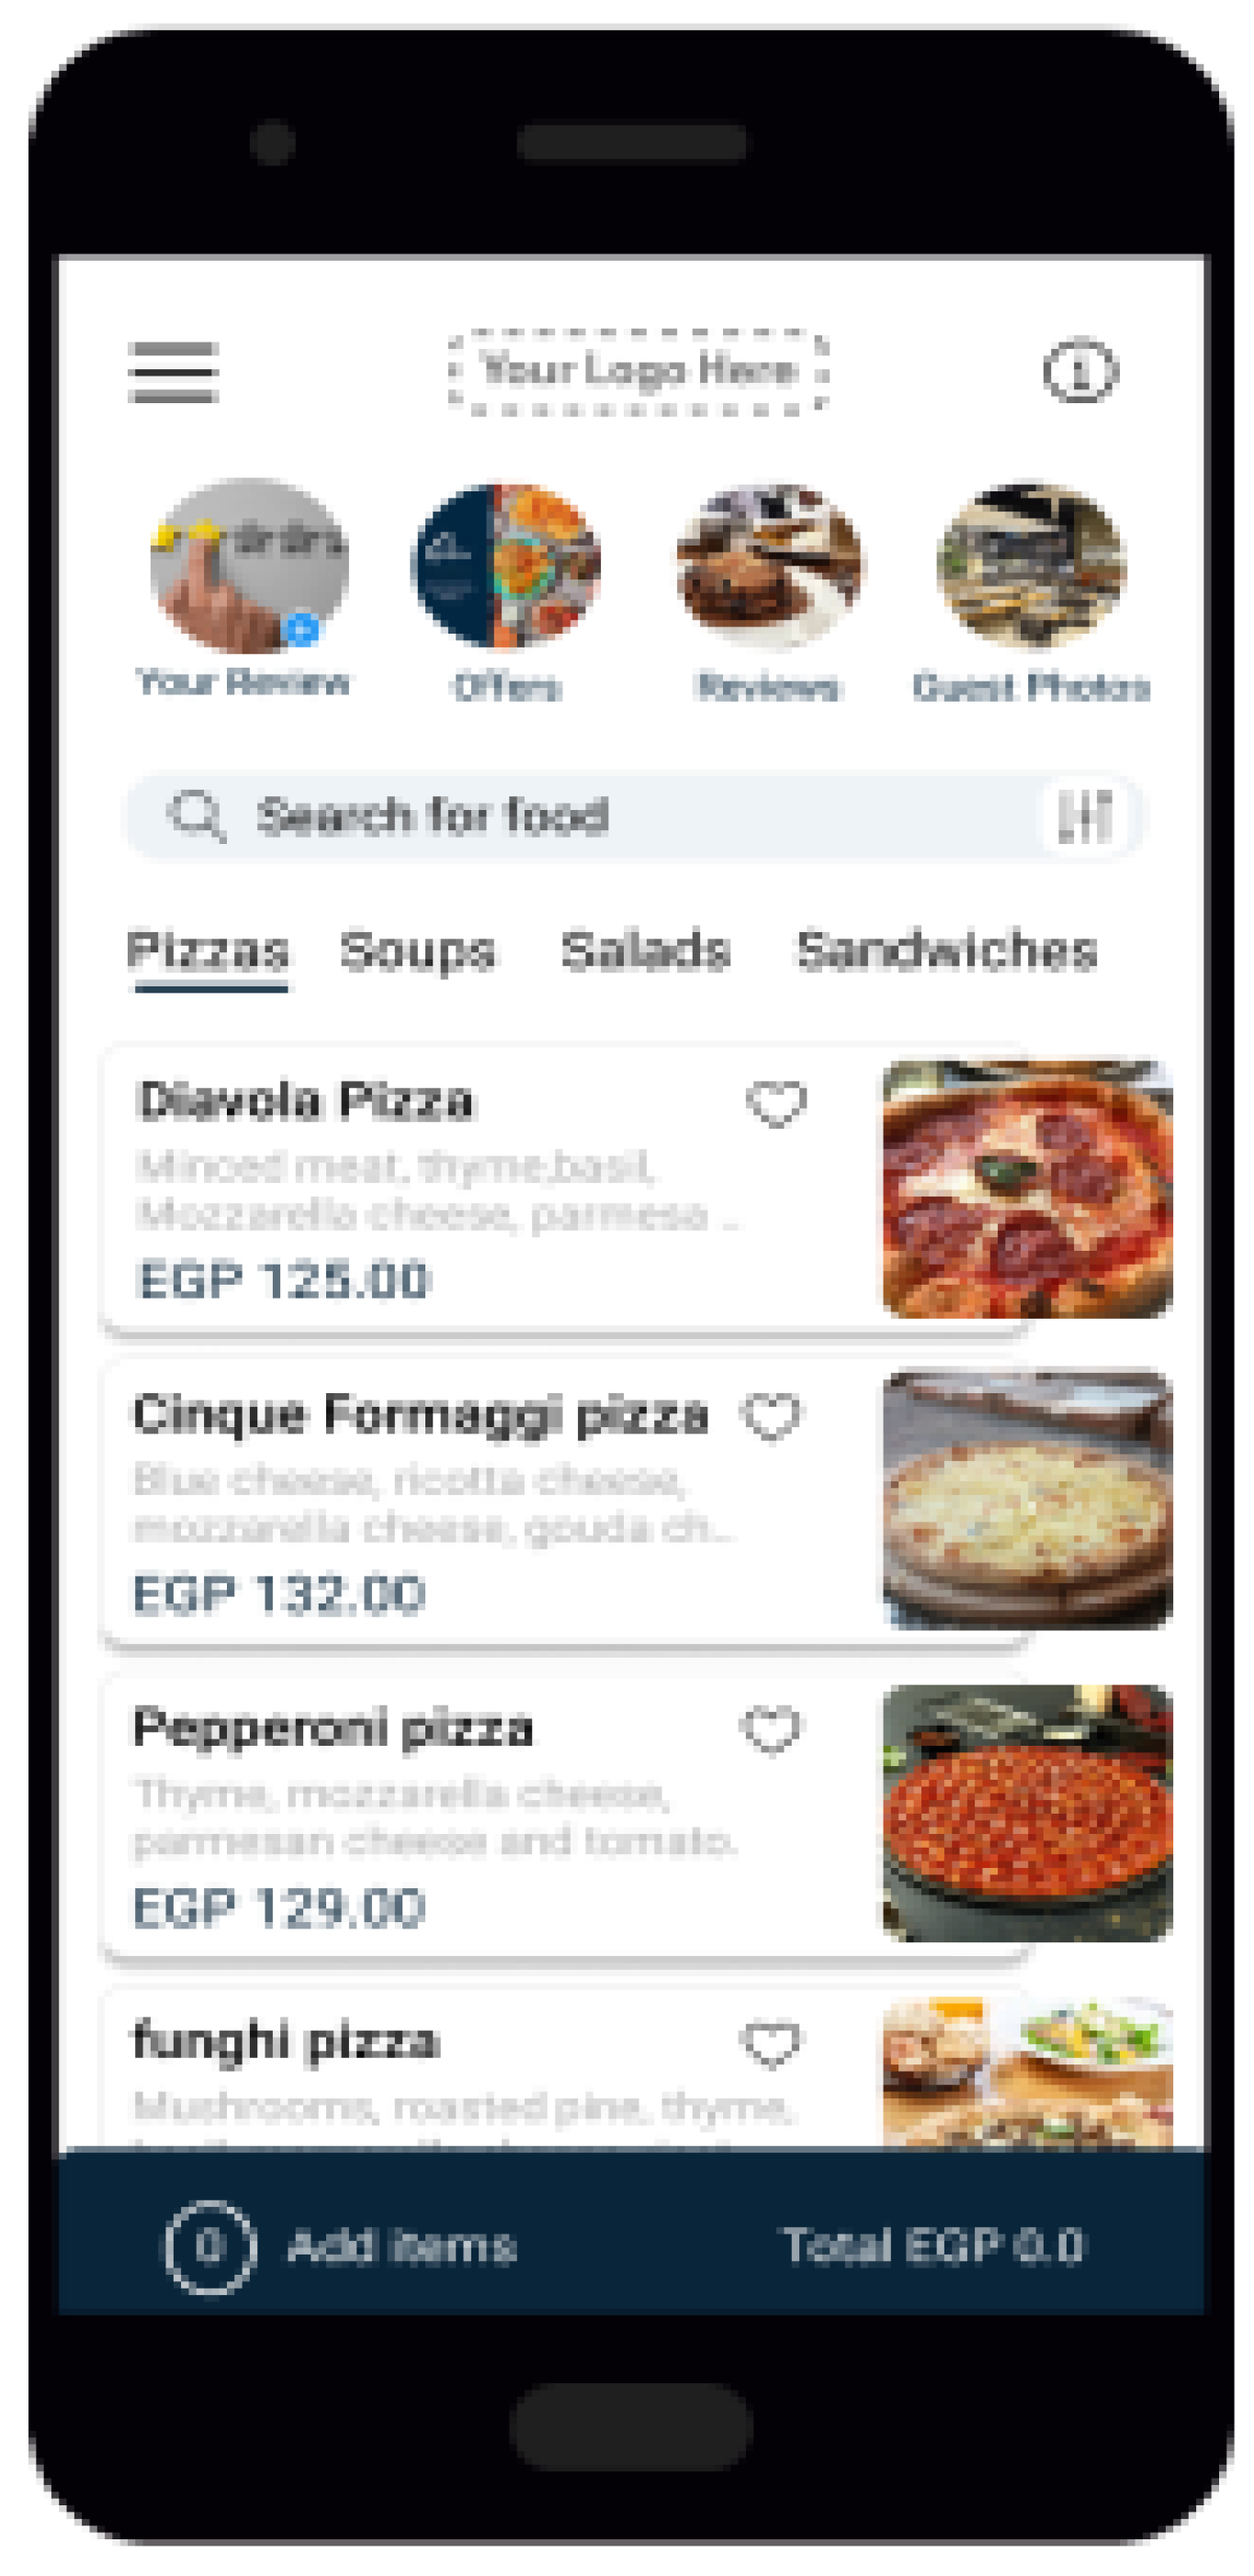 Your Logo Here
Your Review
Offers
Reviews
Guest Photos
Search for food
Pizzas
Soups
Salads
Sandwiches
Diavola Pizza
Minced meat, thyme,basil,
Mozzarella cheese, parmesa ...
EGP 125.00
Cinque Formaggi pizza
Blue cheese, ricotta cheese,
mozzarella cheese, gouda ch...
EGP 132.00
Pepperoni pizza
Thyme, mozzarella cheese,
parmesan cheese and tomato.
EGP 129.00
funghi pizza
Mushrooms, roasted pine, thyme,
0 Add items
Total EGP 0.0